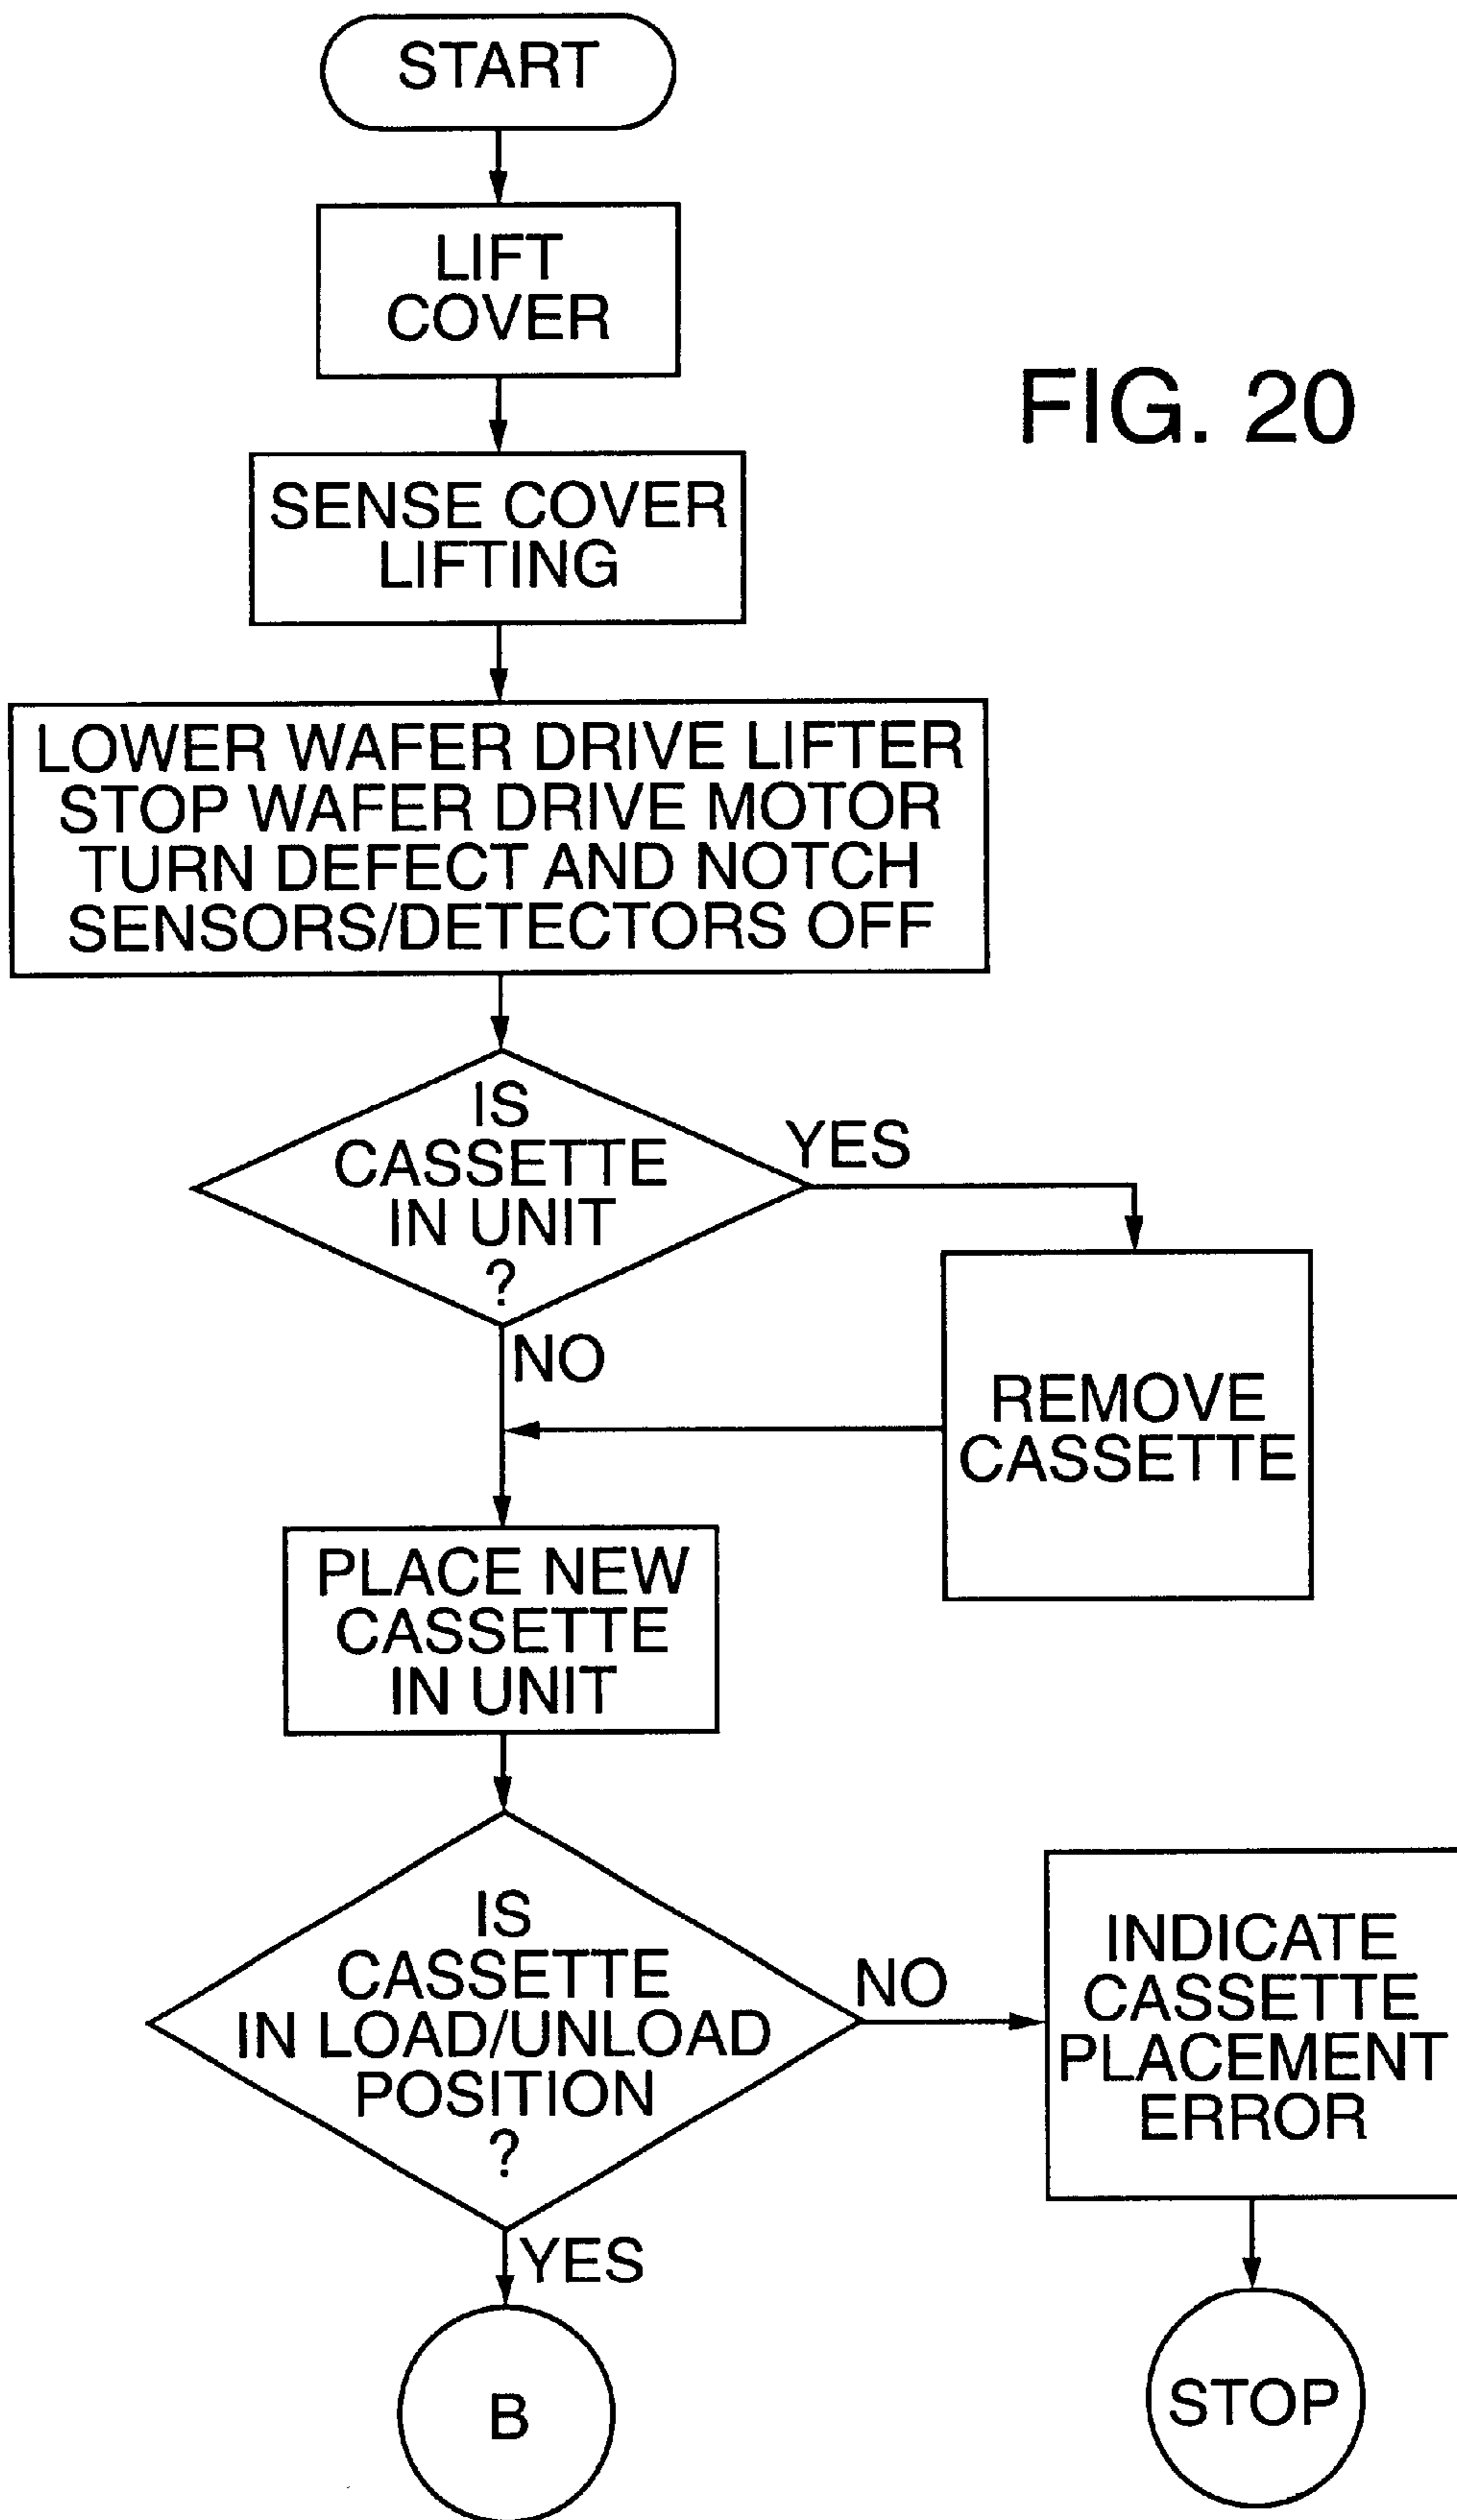 START
LIFT
COVER
FIG. 20
SENSE COVER
LIFTING
LOWER WAFER DRIVE LIFTER
STOP WAFER DRIVE MOTOR
TURN DEFECT AND NOTCH
SENSORS/DETECTORS OFF
IS
CASSETTE
IN UNIT
?
YES
NO
REMOVE
CASSETTE
PLACE NEW
CASSETTE
IN UNIT
IS
CASSETTE
IN LOAD/UNLOAD
POSITION
?
NO
INDICATE
CASSETTE
PLACEMENT
ERROR
YES
B
STOP